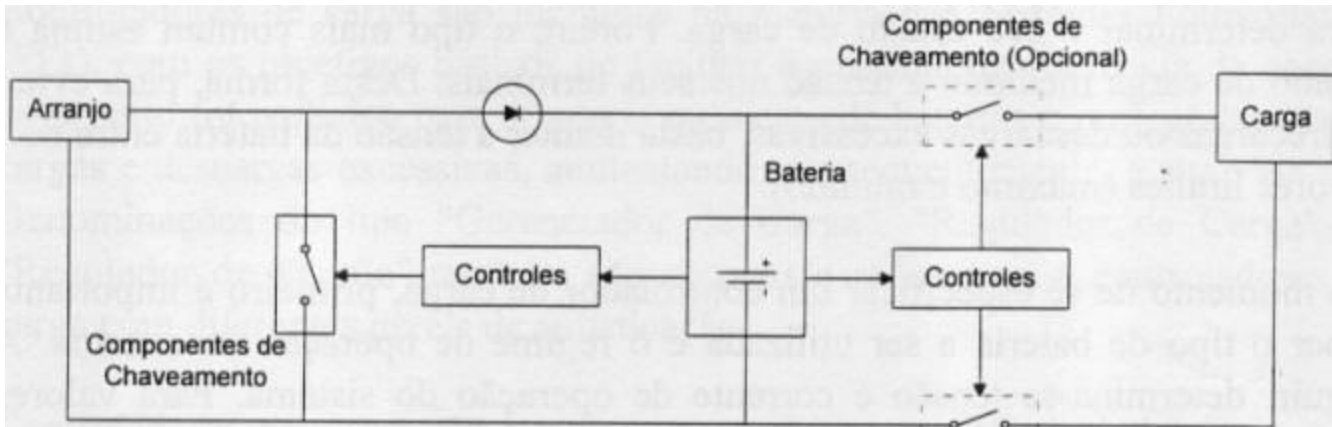 Componentes de
Chaveamento (Opcional)
Arranjo
Carga
Bateria
Controles
Controles
Componentes de
Chaveamento